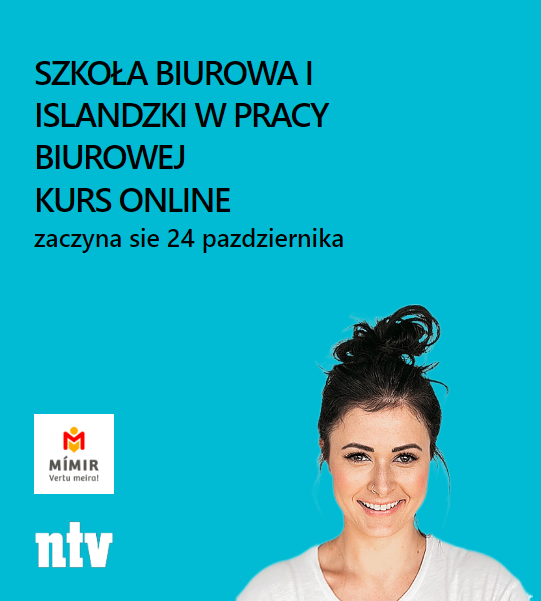 SZKOŁA BIUROWA I
ISLANDZKI W PRACY
BIUROWEJ
KURS ONLINE
zaczyna sie 24 pazdziernika
MÍMIR
Vertu meira!
ntv